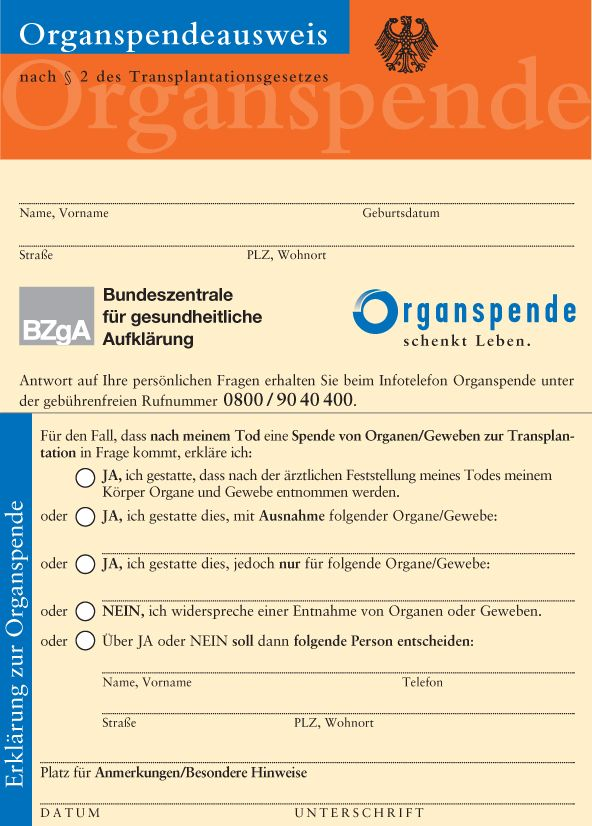 Organspendeausweis
nach § 2 des Transplantationsgesetzes
Organspende
Name, Vorname Geburtsdatum
Straße PLZ, Wohnort
BZgA
Bundeszentrale
für gesundheitliche
Aufklärung
Organspende
schenkt Leben.
Antwort auf Ihre persönlichen Fragen erhalten Sie beim Infotelefon Organspende unter
der gebührenfreien Rufnummer 0800 / 90 40 400.
Erklärung zur Organspende
Für den Fall, dass nach meinem Tod eine Spende von Organen/Geweben zur Transplan-
tation in Frage kommt, erkläre ich:
JA, ich gestatte, dass nach der ärztlichen Feststellung meines Todes meinem
Körper Organe und Gewebe entnommen werden.
oder JA, ich gestatte dies, mit Ausnahme folgender Organe/Gewebe:
oder JA, ich gestatte dies, jedoch nur für folgende Organe/Gewebe:
oder NEIN, ich widerspreche einer Entnahme von Organen oder Geweben.
oder Über JA oder NEIN soll dann folgende Person entscheiden:
Name, Vorname Telefon
Straße PLZ, Wohnort
Platz für Anmerkungen/Besondere Hinweise
DATUM UNTERSCHRIFT